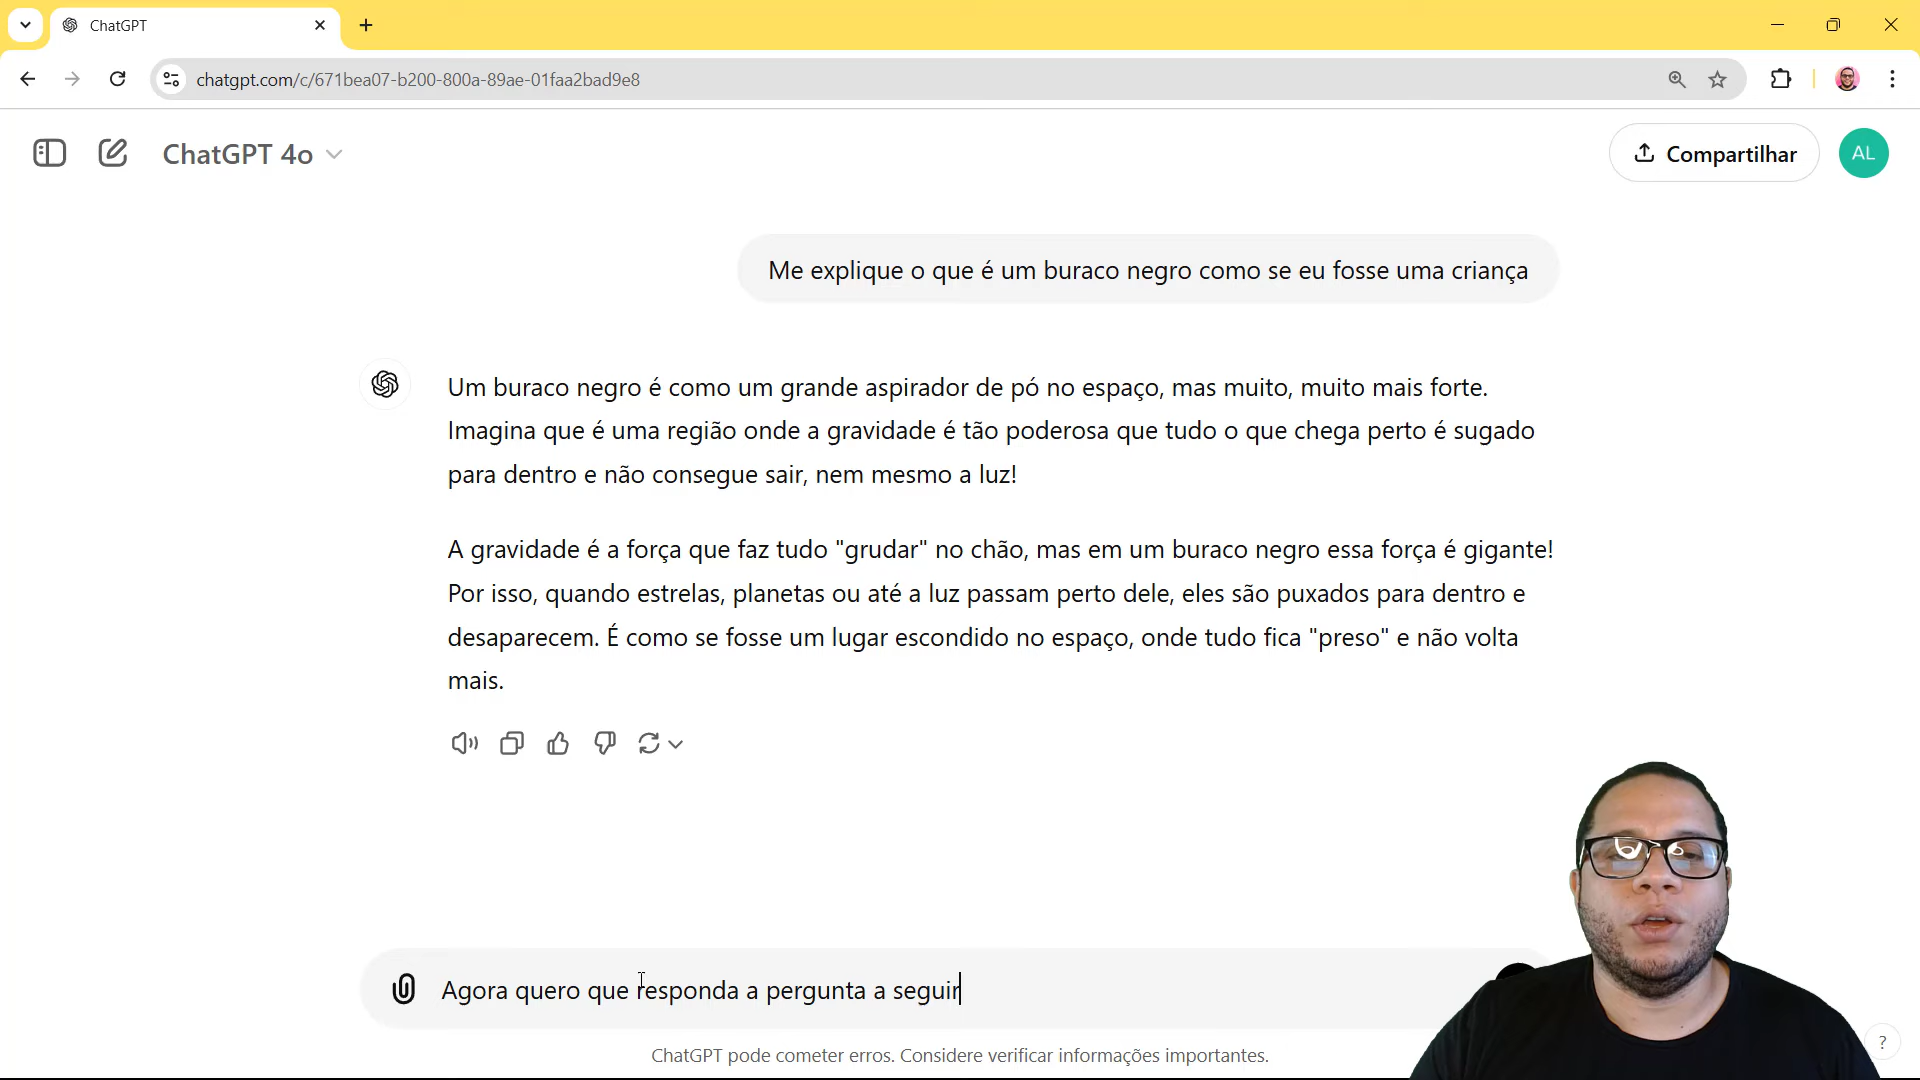 ChatGPT
chatgpt.com/c/671bea07-b200-800a-89ae-01faa2bad9e8
ChatGPT 4o
Compartilhar
AL
Me explique o que é um buraco negro como se eu fosse uma criança
Um buraco negro é como um grande aspirador de pó no espaço, mas muito, muito mais forte.
Imagina que é uma região onde a gravidade é tão poderosa que tudo o que chega perto é sugado
para dentro e não consegue sair, nem mesmo a luz!
A gravidade é a força que faz tudo "grudar" no chão, mas em um buraco negro essa força é gigante!
Por isso, quando estrelas, planetas ou até a luz passam perto dele, eles são puxados para dentro e
desaparecem. É como se fosse um lugar escondido no espaço, onde tudo fica "preso" e não volta
mais.
Agora quero que responda a pergunta a seguir
ChatGPT pode cometer erros. Considere verificar informações importantes.
?